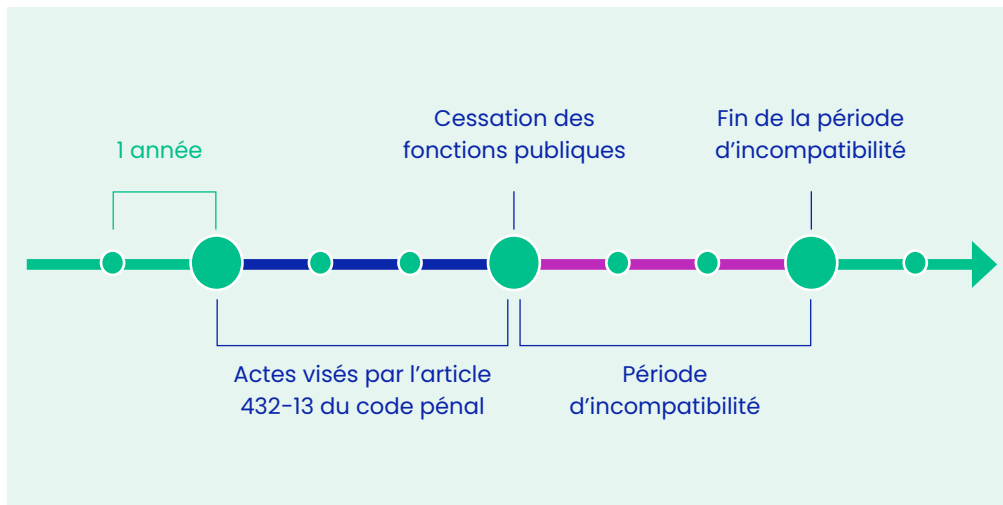 1 année
Cessation des
fonctions publiques
Fin de la période
d’incompatibilité
Actes visés par l’article
432-13 du code pénal
Période
d’incompatibilité